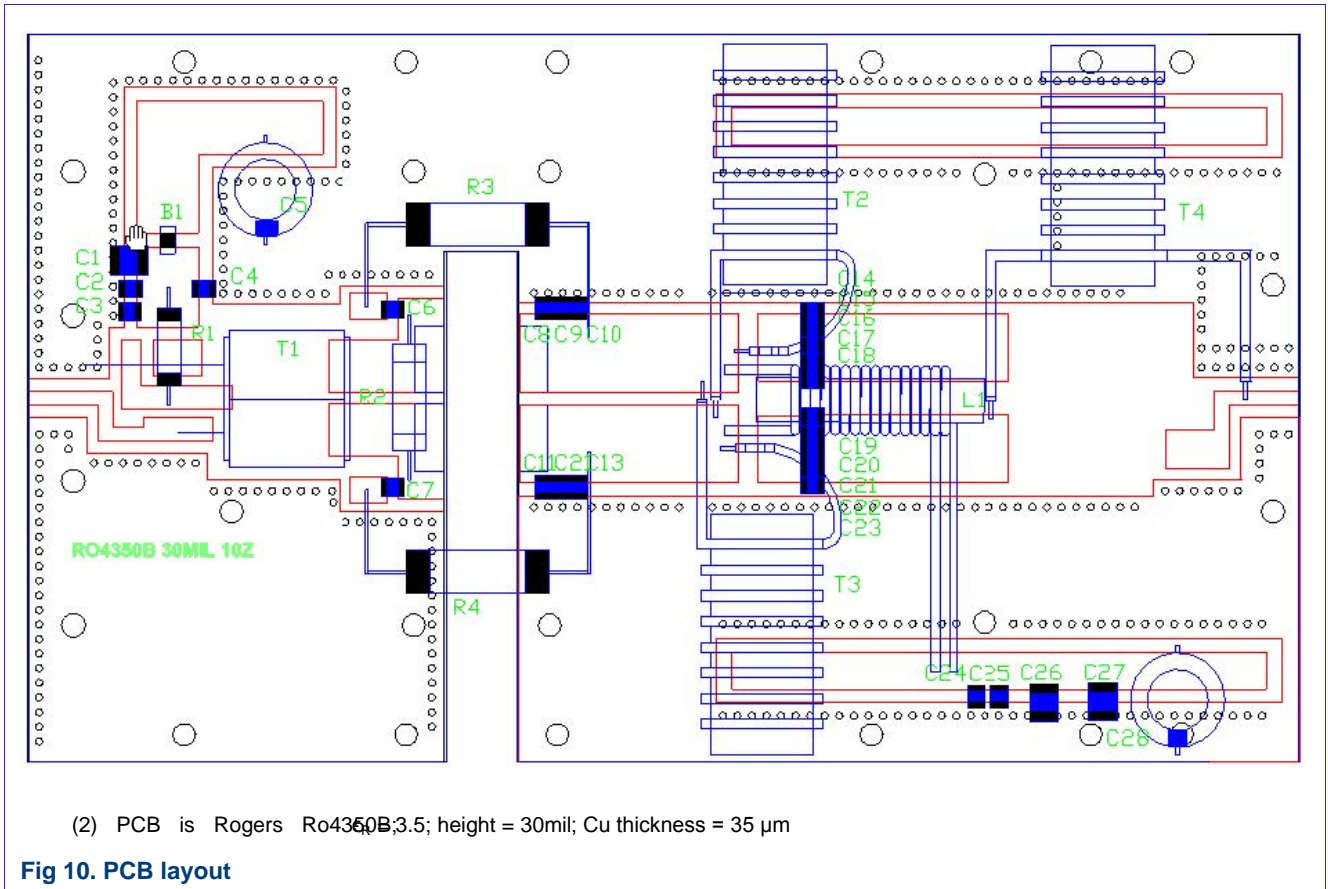 R3
C5
B1
T2
T4
C1
C2
C4
C3
C6
R1
T1
C8C9C10
C14
C15
C16
C17
C18
R2
L1
C11C21C13
C19
C20
C21
C22
C23
C7
RO4350B 30MIL 1OZ
R4
T3
C24C25 C26 C27
C28
(2) PCB is Rogers Ro4350B; 3.5; height = 30mil; Cu thickness = 35 µm
Fig 10. PCB layout